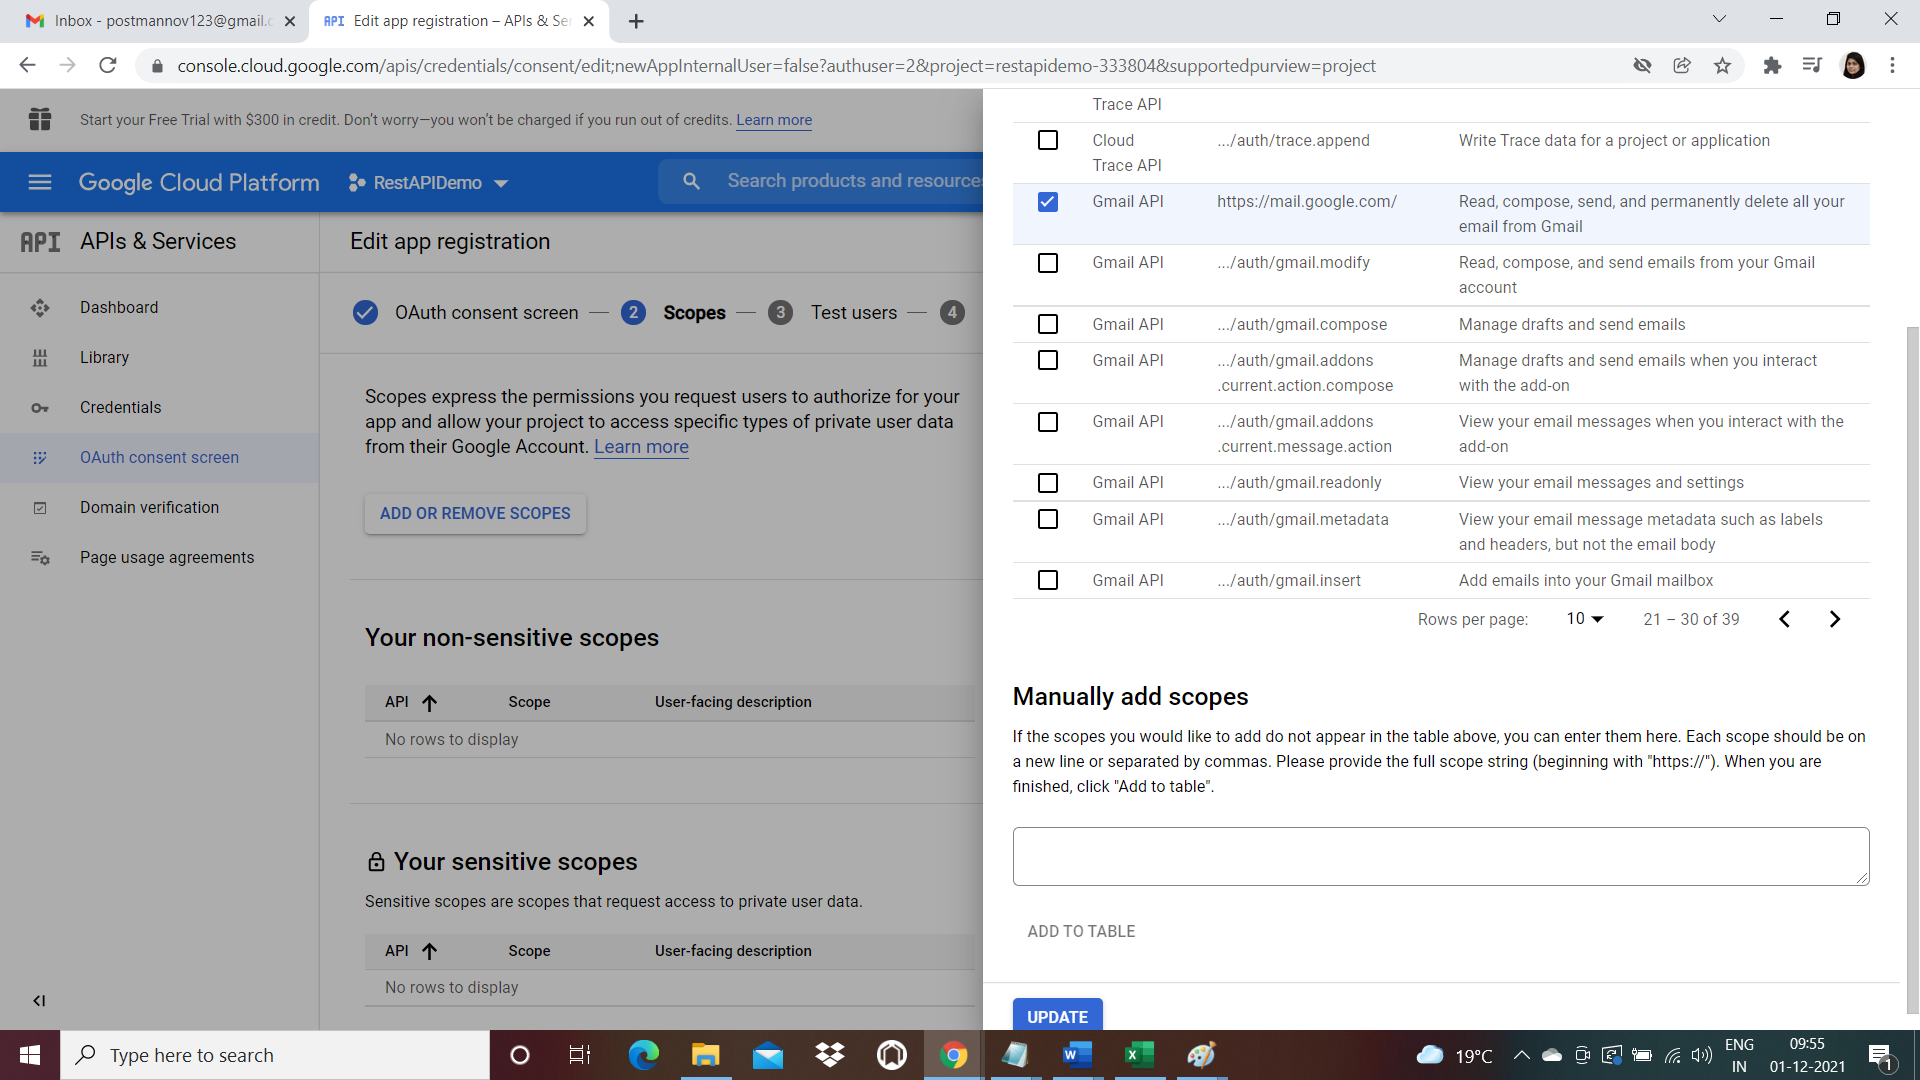 Inbox - postmannov123@gmail.c
API Edit app registration – APIs & Se
console.cloud.google.com/apis/credentials/consent/edit;newAppInternalUser=false?authuser=2&project=restapidemo-333804&supportedpurview=project
Start your Free Trial with $300 in credit. Don't worry—you won't be charged if you run out of credits. Learn more
Google Cloud Platform
RestAPIDemo
Search products and resources
API APIs & Services
Dashboard
Library
Credentials
OAuth consent screen
Domain verification
Page usage agreements
Edit app registration
OAuth consent screen — 2 Scopes — 3 Test users — 4
Scopes express the permissions you request users to authorize for your
app and allow your project to access specific types of private user data
from their Google Account. Learn more
ADD OR REMOVE SCOPES
Your non-sensitive scopes
API Scope User-facing description
No rows to display
Your sensitive scopes
Sensitive scopes are scopes that request access to private user data.
API Scope User-facing description
No rows to display
Trace API
Cloud .../auth/trace.append Write Trace data for a project or application
Trace API
Gmail API https://mail.google.com/ Read, compose, send, and permanently delete all your
email from Gmail
Gmail API .../auth/gmail.modify Read, compose, and send emails from your Gmail
account
Gmail API .../auth/gmail.compose Manage drafts and send emails
Gmail API .../auth/gmail.addons Manage drafts and send emails when you interact
.current.action.compose with the add-on
Gmail API .../auth/gmail.addons View your email messages when you interact with the
.current.message.action add-on
Gmail API .../auth/gmail.readonly View your email messages and settings
Gmail API .../auth/gmail.metadata View your email message metadata such as labels
and headers, but not the email body
Gmail API .../auth/gmail.insert Add emails into your Gmail mailbox
Rows per page: 10 21 – 30 of 39
Manually add scopes
If the scopes you would like to add do not appear in the table above, you can enter them here. Each scope should be on
a new line or separated by commas. Please provide the full scope string (beginning with "https://"). When you are
finished, click "Add to table".
ADD TO TABLE
UPDATE
Type here to search
19°C
ENG
IN
09:55
01-12-2021
1